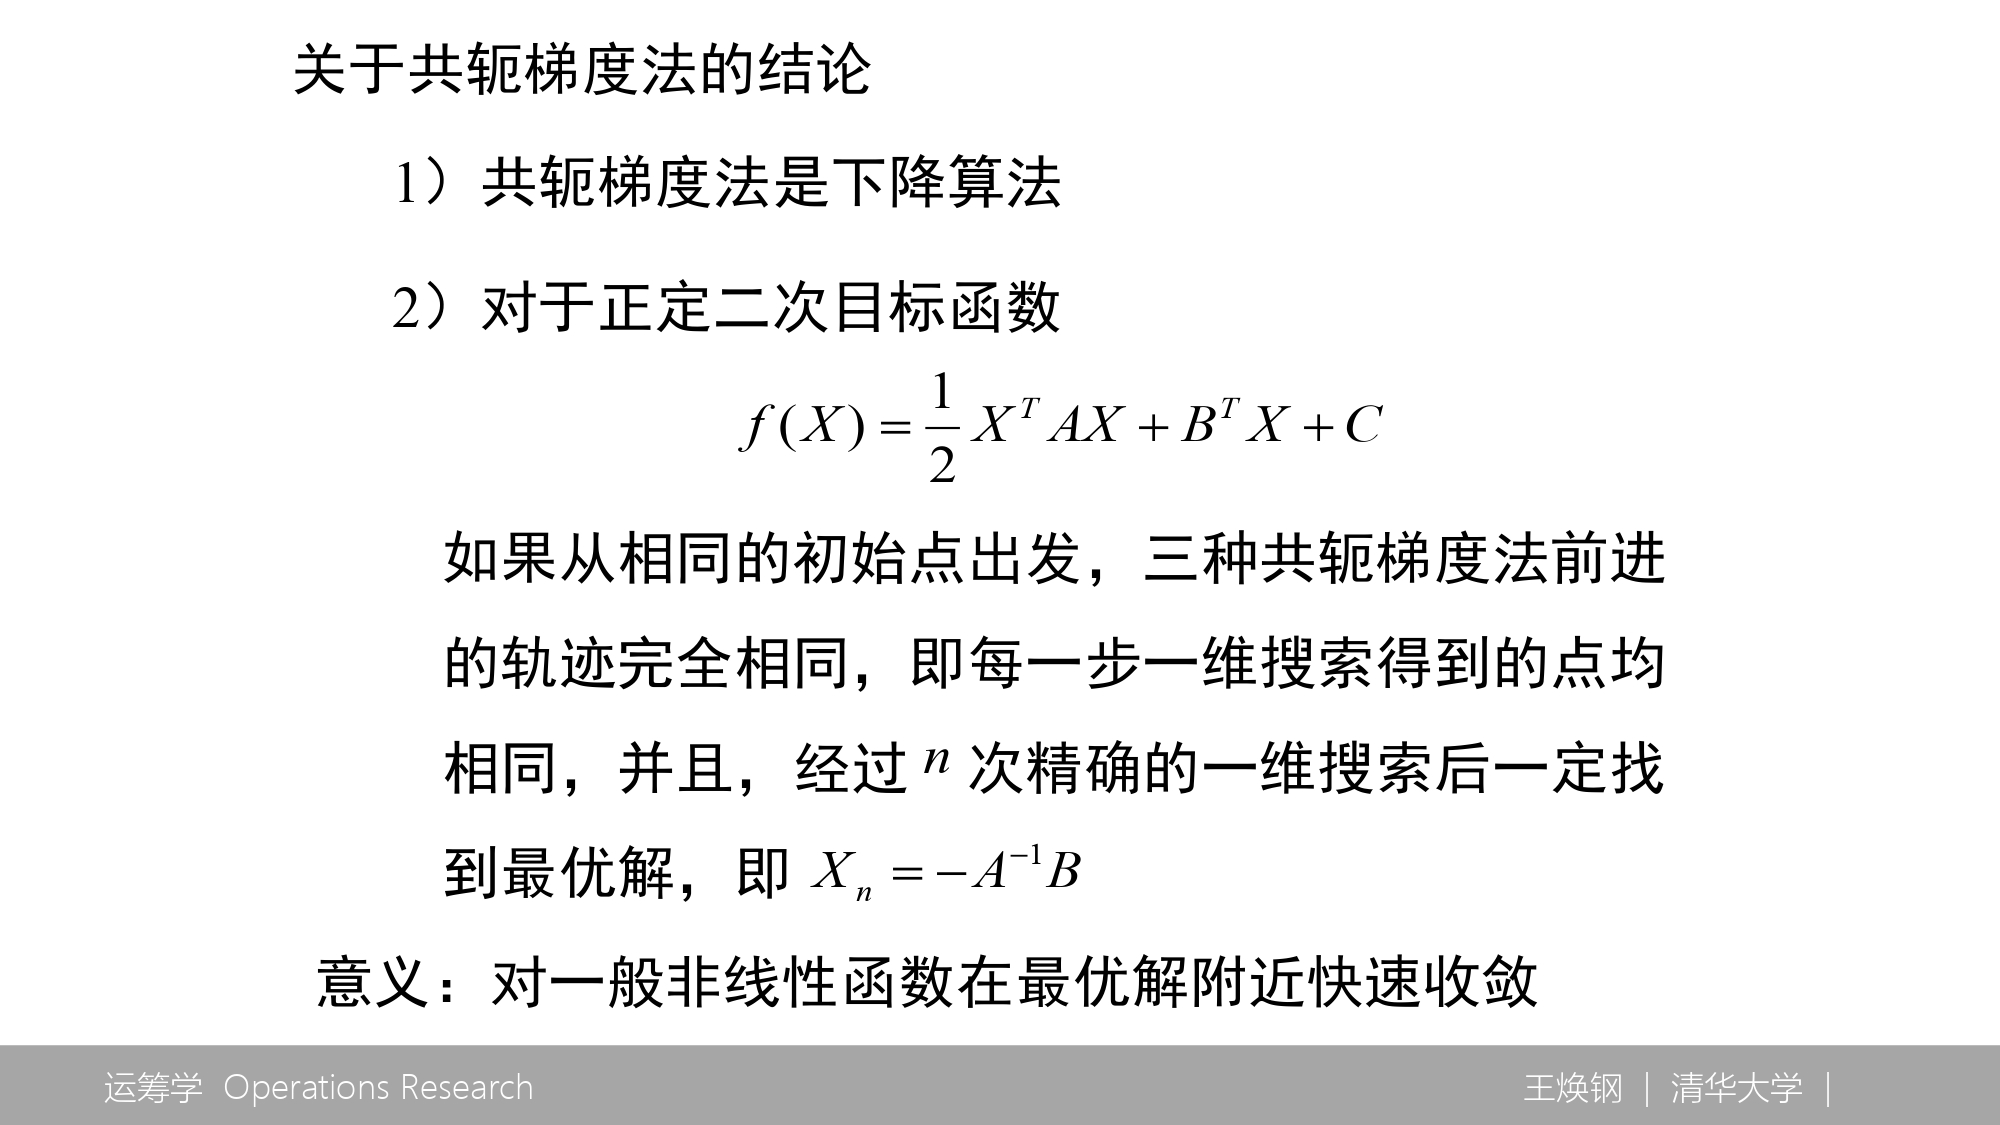 关于共轭梯度法的结论
1）共轭梯度法是下降算法
2）对于正定二次目标函数
f(X) = \frac{1}{2} X^T AX + B^T X + C
如果从相同的初始点出发，三种共轭梯度法前进
的轨迹完全相同，即每一步一维搜索得到的点均
相同，并且，经过 n 次精确的一维搜索后一定找
到最优解，即 X_n = -A^{-1}B
意义：对一般非线性函数在最优解附近快速收敛
运筹学 Operations Research
王焕钢 | 清华大学 |